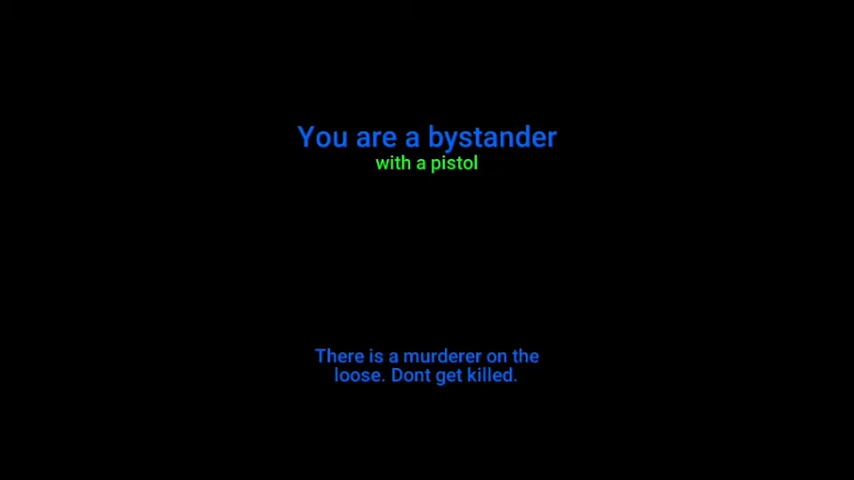 You are a bystander
with a pistol
There is a murderer on the
loose. Dont get killed.